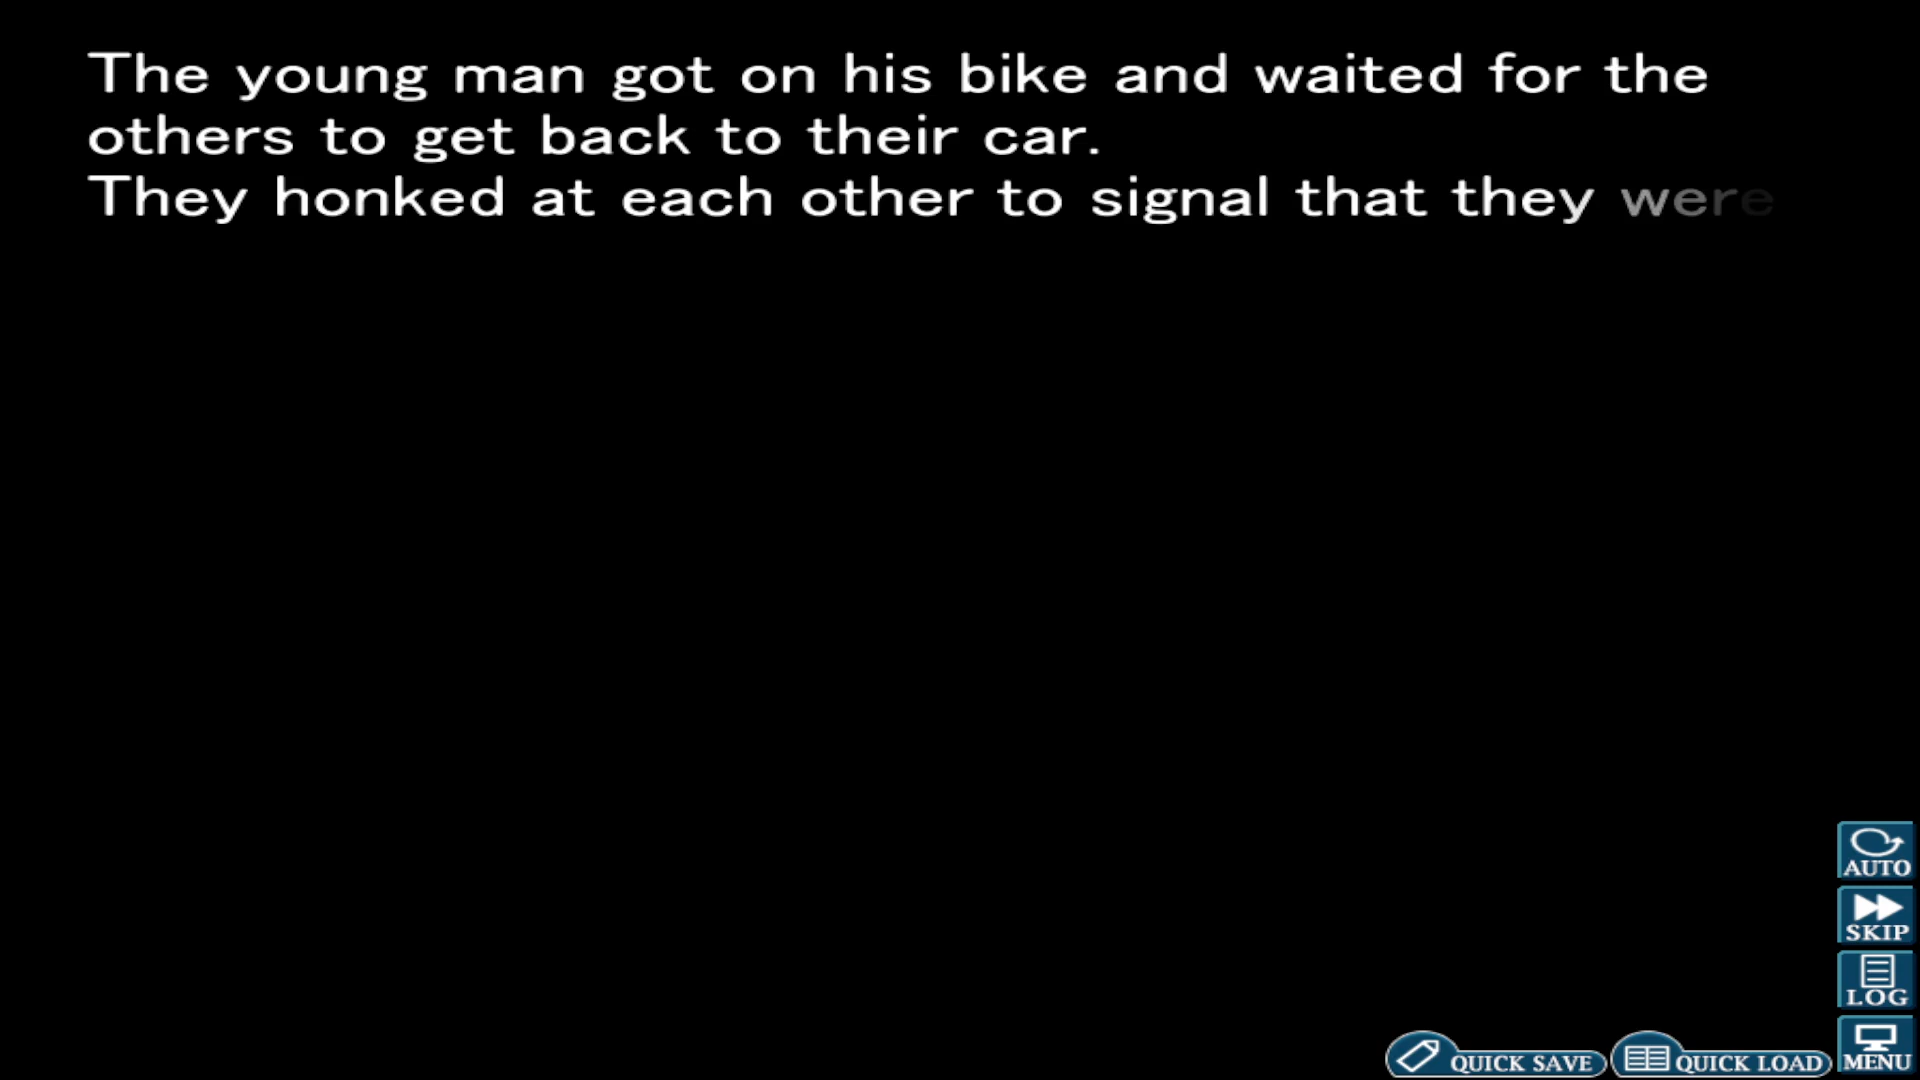 The young man got on his bike and waited for the
others to get back to their car.
They honked at each other to signal that they were
AUTO
SKIP
LOG
MENU
QUICK SAVE
QUICK LOAD